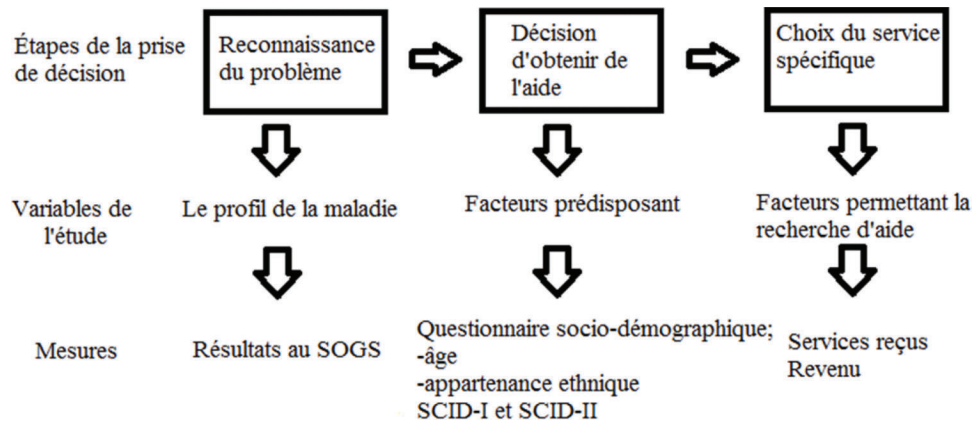 Étapes de la prise
de décision
Reconnaissance
du problème
Décision
d'obtenir de
l'aide
Choix du service
spécifique
Variables de
l'étude
Le profil de la maladie
Facteurs prédisposant
Facteurs permettant la
recherche d'aide
Mesures
Résultats au SOGS
Questionnaire socio-démographique;
-âge
-appartenance ethnique
SCID-I et SCID-II
Services reçus
Revenu